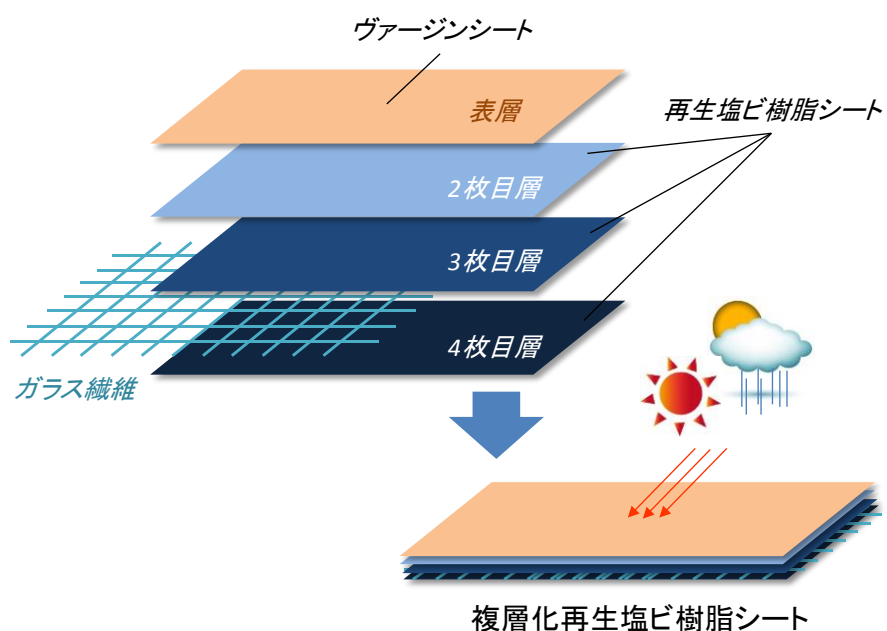 ヴァージンシート
表層
再生塩ビ樹脂シート
2枚目層
3枚目層
4枚目層
ガラス繊維
複層化再生塩ビ樹脂シート